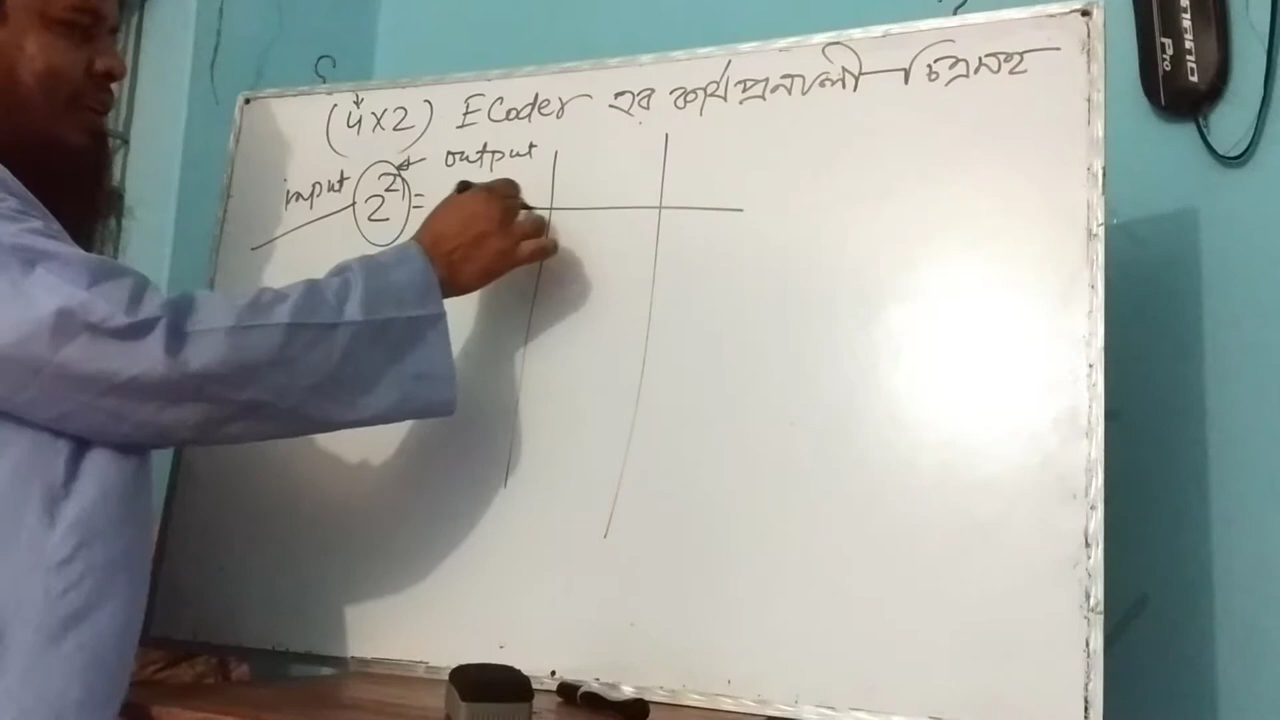 (4x2) ECoder এর কার্যপ্রনালী চিত্রসহ
output
input 2² =
Pro